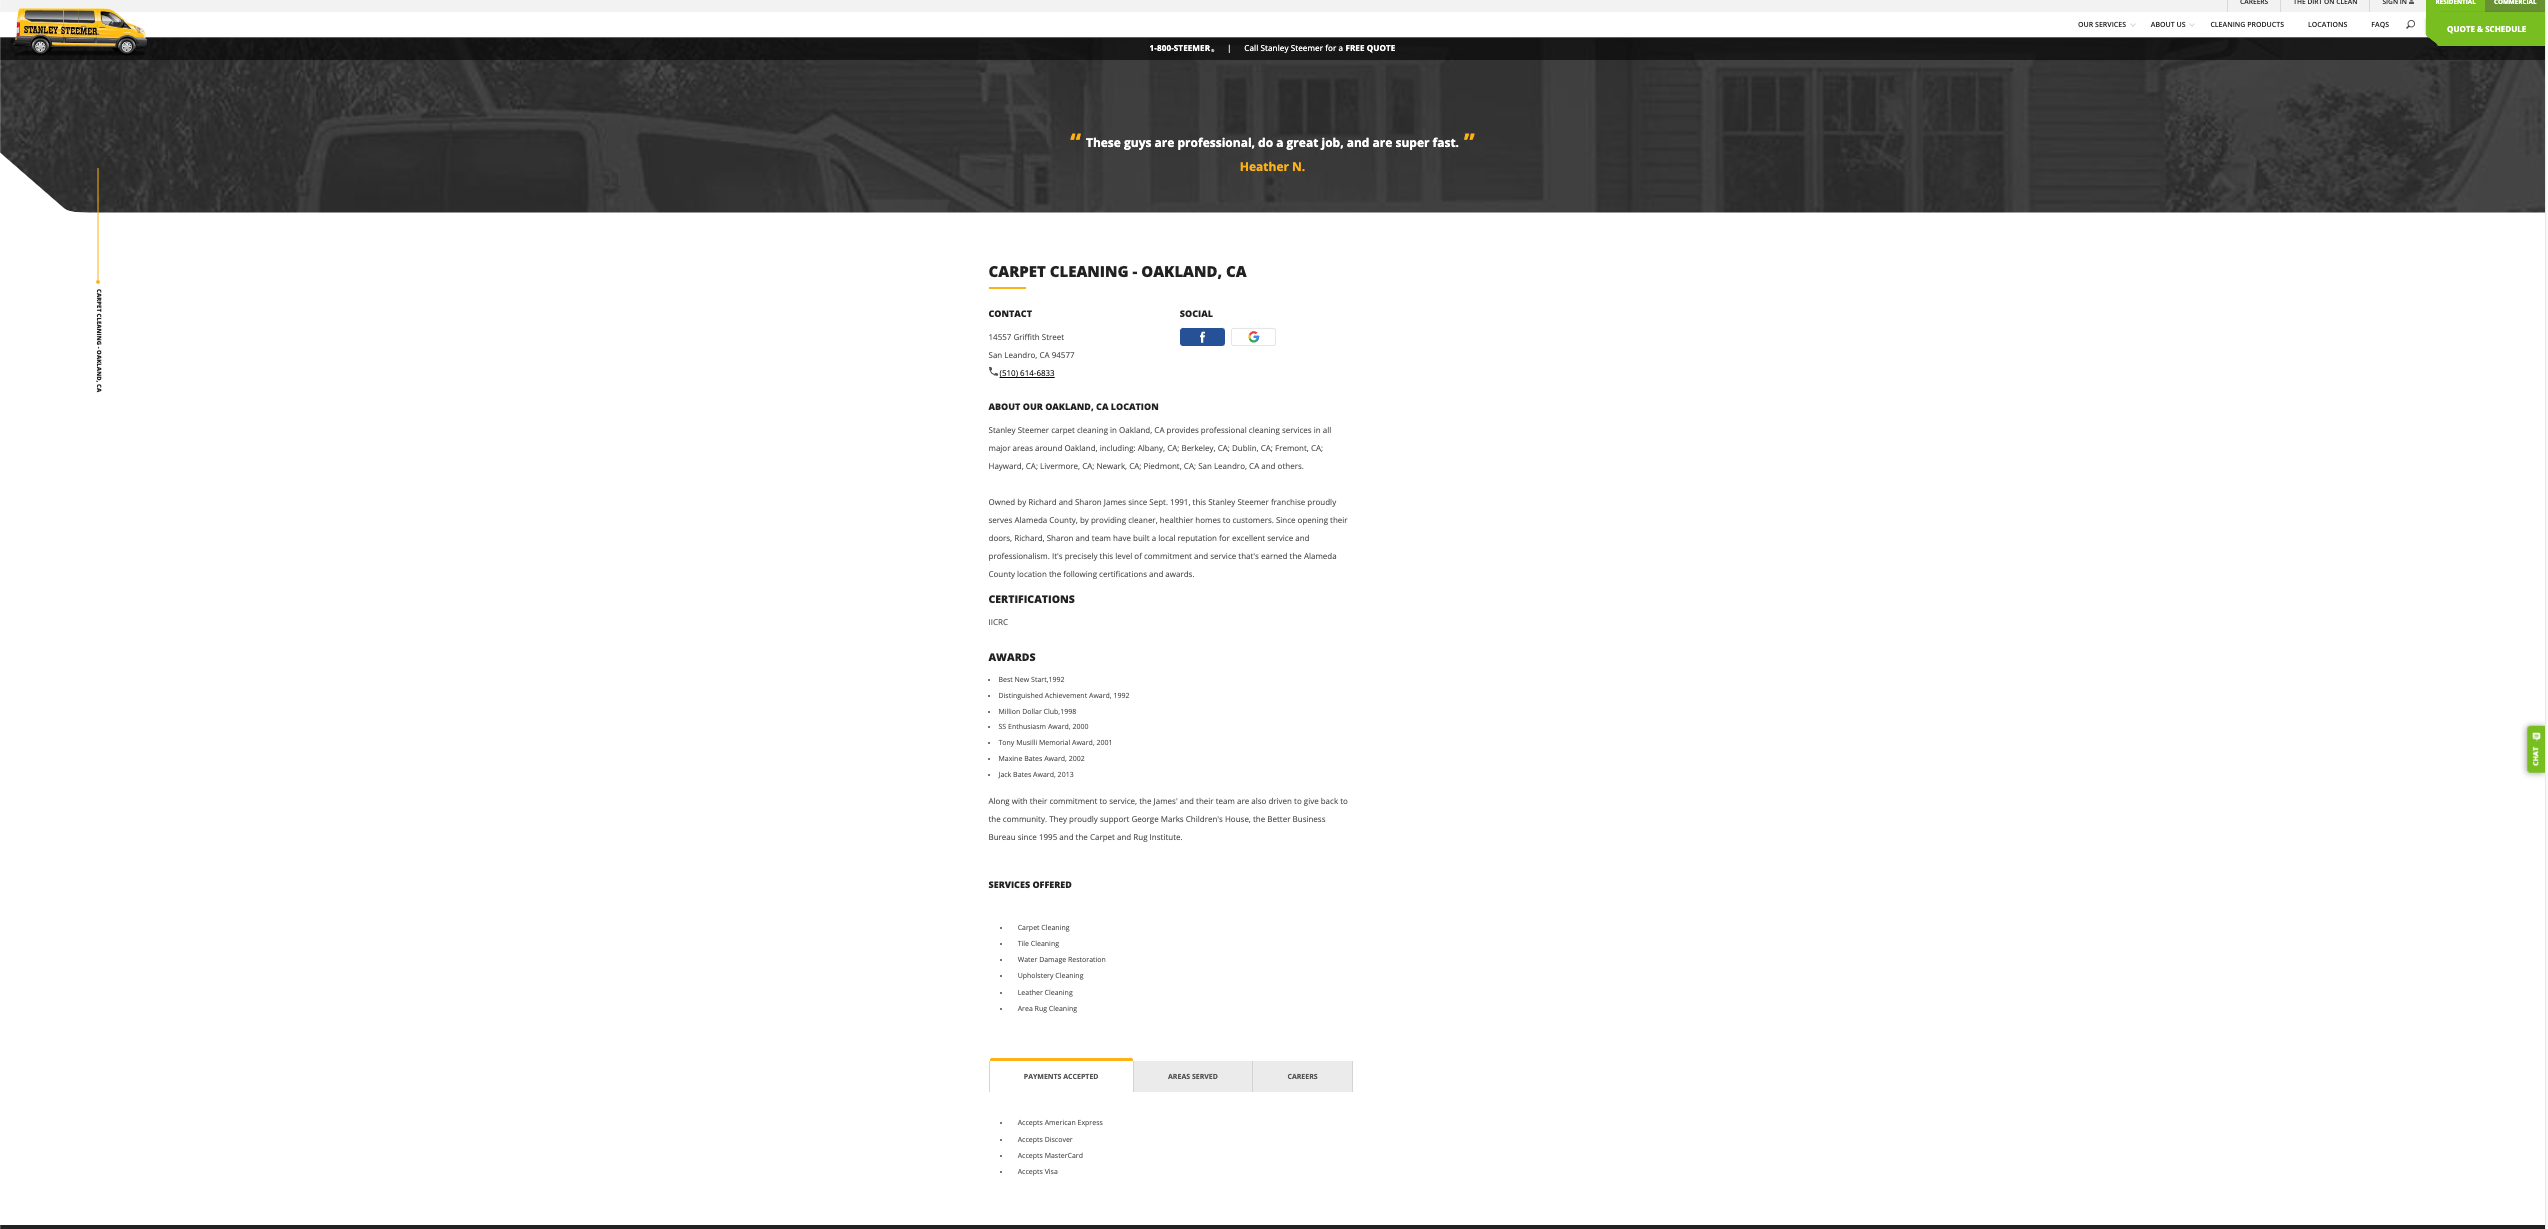 CAREERS
THE DIRT ON CLEAN
SIGN IN
RESIDENTIAL
COMMERCIAL
STANLEY STEEMER
OUR SERVICES
ABOUT US
CLEANING PRODUCTS
LOCATIONS
FAQS
QUOTE & SCHEDULE
1-800-STEEMER® | Call Stanley Steemer for a FREE QUOTE
“ These guys are professional, do a great job, and are super fast. ”
Heather N.
CARPET CLEANING - OAKLAND, CA
CARPET CLEANING - OAKLAND, CA
CONTACT
14557 Griffith Street
San Leandro, CA 94577
(510) 614-6833
SOCIAL
f
G
ABOUT OUR OAKLAND, CA LOCATION
Stanley Steemer carpet cleaning in Oakland, CA provides professional cleaning services in all
major areas around Oakland, including: Albany, CA; Berkeley, CA; Dublin, CA; Fremont, CA;
Hayward, CA; Livermore, CA; Newark, CA; Piedmont, CA; San Leandro, CA and others.
Owned by Richard and Sharon James since Sept. 1991, this Stanley Steemer franchise proudly
serves Alameda County, by providing cleaner, healthier homes to customers. Since opening their
doors, Richard, Sharon and team have built a local reputation for excellent service and
professionalism. It's precisely this level of commitment and service that's earned the Alameda
County location the following certifications and awards.
CERTIFICATIONS
IICRC
AWARDS
• Best New Start,1992
• Distinguished Achievement Award, 1992
• Million Dollar Club,1998
• SS Enthusiasm Award, 2000
• Tony Musilli Memorial Award, 2001
• Maxine Bates Award, 2002
• Jack Bates Award, 2013
Along with their commitment to service, the James' and their team are also driven to give back to
the community. They proudly support George Marks Children's House, the Better Business
Bureau since 1995 and the Carpet and Rug Institute.
SERVICES OFFERED
• Carpet Cleaning
• Tile Cleaning
• Water Damage Restoration
• Upholstery Cleaning
• Leather Cleaning
• Area Rug Cleaning
PAYMENTS ACCEPTED
AREAS SERVED
CAREERS
• Accepts American Express
• Accepts Discover
• Accepts MasterCard
• Accepts Visa
CHAT